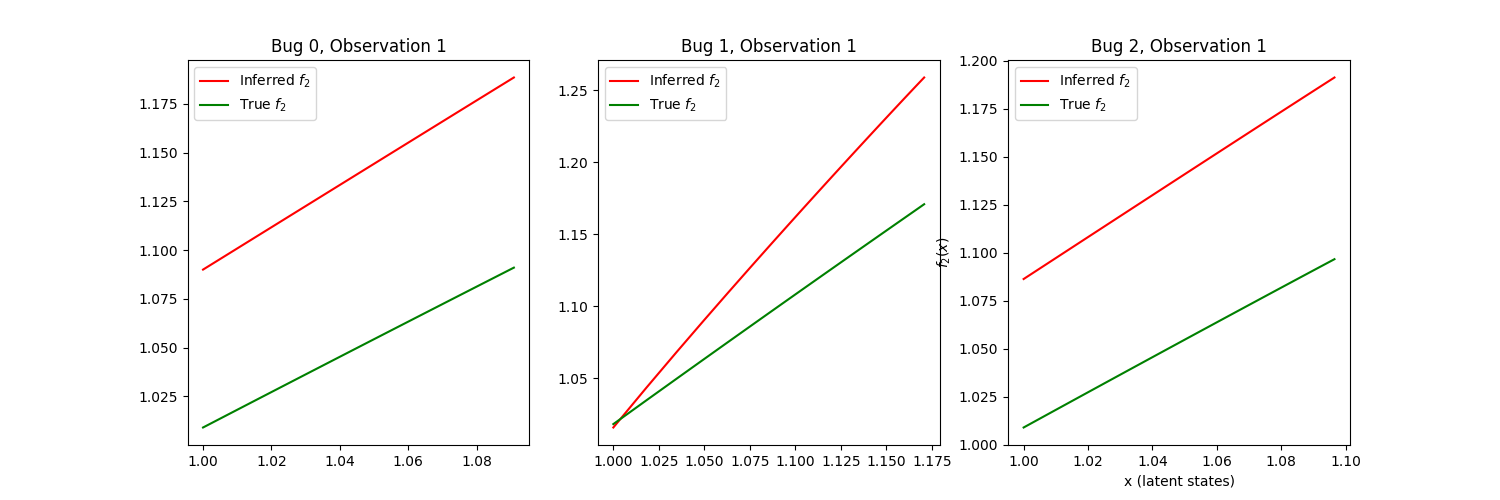 Bug 0, Observation 1
Inferred f₂
True f₂
1.175
1.150
1.125
1.100
1.075
1.050
1.025
1.00 1.02 1.04 1.06 1.08
Bug 1, Observation 1
Inferred f₂
True f₂
1.25
1.20
1.15
1.10
1.05
1.000 1.025 1.050 1.075 1.100 1.125 1.150 1.175
Bug 2, Observation 1
Inferred f₂
True f₂
f₂(x)
1.200
1.175
1.150
1.125
1.100
1.075
1.050
1.025
1.000
1.00 1.02 1.04 1.06 1.08 1.10
x (latent states)